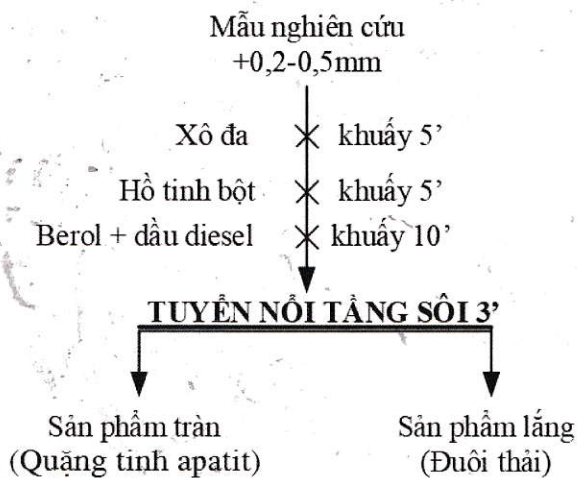 Mẫu nghiên cứu
+0,2-0,5mm
Xô đa khuấy 5’
Hồ tinh bột khuấy 5’
Berol + dầu diesel khuấy 10’
TUYỂN NỔI TẦNG SÔI 3’
Sản phẩm tràn Sản phẩm lắng
(Quặng tinh apatit) (Đuôi thải)